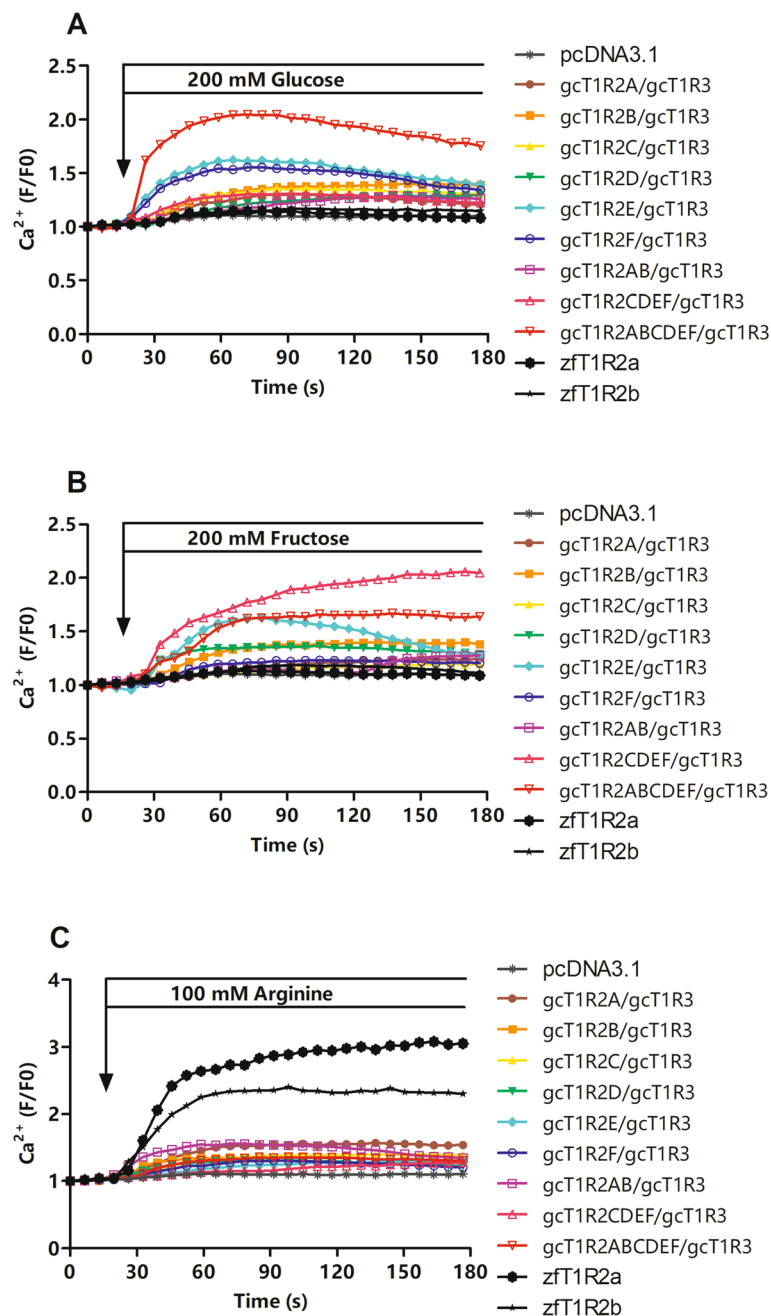 A
200 mM Glucose
Ca2+ (F/F0)
2.5
2.0
1.5
1.0
0.5
0.0
0 30 60 90 120 150 180
Time (s)
pcDNA3.1
gcT1R2A/gcT1R3
gcT1R2B/gcT1R3
gcT1R2C/gcT1R3
gcT1R2D/gcT1R3
gcT1R2E/gcT1R3
gcT1R2F/gcT1R3
gcT1R2AB/gcT1R3
gcT1R2CDEF/gcT1R3
gcT1R2ABCDEF/gcT1R3
zfT1R2a
zfT1R2b
B
200 mM Fructose
Ca2+ (F/F0)
2.5
2.0
1.5
1.0
0.5
0.0
0 30 60 90 120 150 180
Time (s)
pcDNA3.1
gcT1R2A/gcT1R3
gcT1R2B/gcT1R3
gcT1R2C/gcT1R3
gcT1R2D/gcT1R3
gcT1R2E/gcT1R3
gcT1R2F/gcT1R3
gcT1R2AB/gcT1R3
gcT1R2CDEF/gcT1R3
gcT1R2ABCDEF/gcT1R3
zfT1R2a
zfT1R2b
C
100 mM Arginine
Ca2+ (F/F0)
4
3
2
1
0
0 30 60 90 120 150 180
Time (s)
pcDNA3.1
gcT1R2A/gcT1R3
gcT1R2B/gcT1R3
gcT1R2C/gcT1R3
gcT1R2D/gcT1R3
gcT1R2E/gcT1R3
gcT1R2F/gcT1R3
gcT1R2AB/gcT1R3
gcT1R2CDEF/gcT1R3
gcT1R2ABCDEF/gcT1R3
zfT1R2a
zfT1R2b